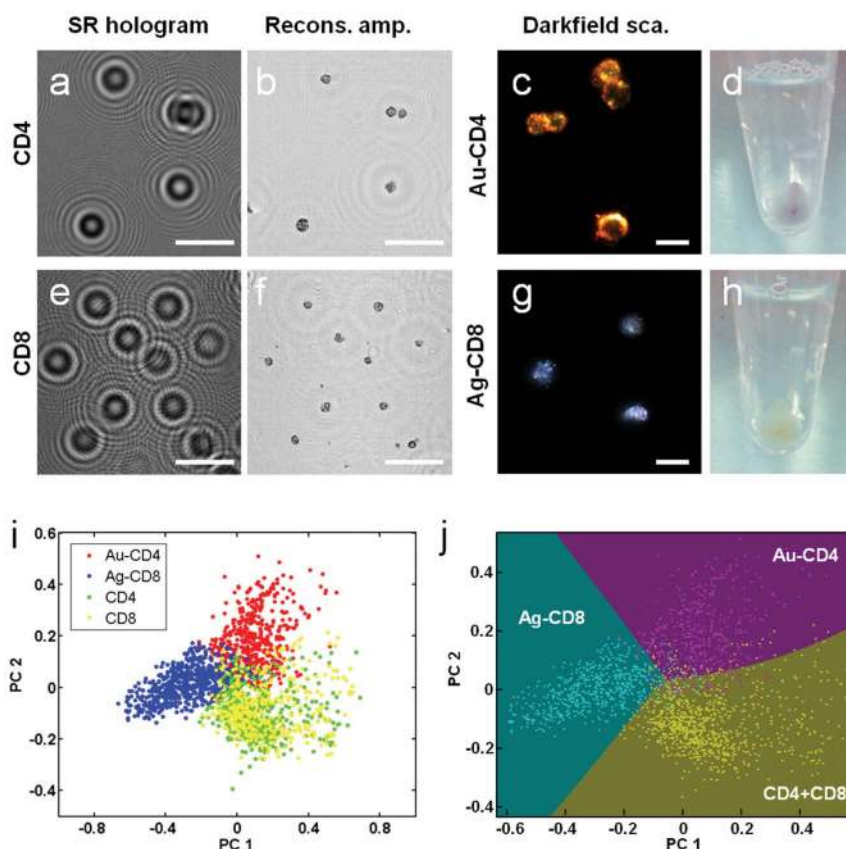 SR hologram Recons. amp. Darkfield sca.
CD4
a b
Au-CD4
c d
CD8
e f
Ag-CD8
g h
i
0.6
0.4
0.2
0
-0.2
-0.4
PC 2
Au-CD4
Ag-CD8
CD4
CD8
-0.8 -0.4 0 0.4 0.8
PC 1
j
0.4
0.2
0
-0.2
-0.4
PC 2
Au-CD4
Ag-CD8
CD4+CD8
-0.6 -0.4 -0.2 0 0.2 0.4
PC 1